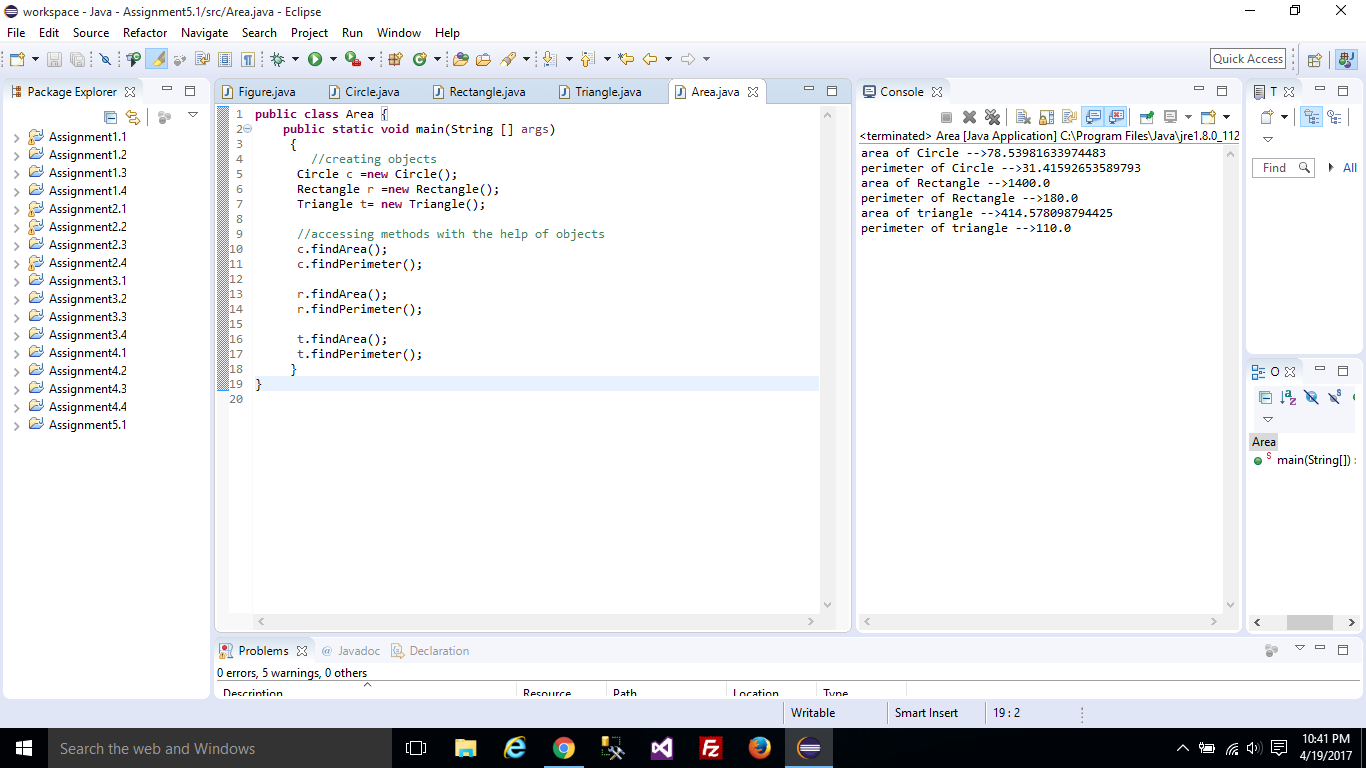 workspace - Java - Assignment5.1/src/Area.java - Eclipse
File Edit Source Refactor Navigate Search Project Run Window Help
Quick Access
Package Explorer
Assignment1.1
Assignment1.2
Assignment1.3
Assignment1.4
Assignment2.1
Assignment2.2
Assignment2.3
Assignment2.4
Assignment3.1
Assignment3.2
Assignment3.3
Assignment3.4
Assignment4.1
Assignment4.2
Assignment4.3
Assignment4.4
Assignment5.1
Figure.java Circle.java Rectangle.java Triangle.java Area.java
1 public class Area {
2 public static void main(String [] args)
3 {
4 //creating objects
5 Circle c =new Circle();
6 Rectangle r =new Rectangle();
7 Triangle t= new Triangle();
8
9 //accessing methods with the help of objects
10 c.findArea();
11 c.findPerimeter();
12
13 r.findArea();
14 r.findPerimeter();
15
16 t.findArea();
17 t.findPerimeter();
18 }
19 }
20
Console
<terminated> Area [Java Application] C:\Program Files\Java\jre1.8.0_112
area of Circle -->78.53981633974483
perimeter of Circle -->31.41592653589793
area of Rectangle -->1400.0
perimeter of Rectangle -->180.0
area of triangle -->414.578098794425
perimeter of triangle -->110.0
T
Find All
O
Area
main(String[]) :
Problems @ Javadoc Declaration
0 errors, 5 warnings, 0 others
Description Resource Path Location Type
Writable Smart Insert 19 : 2
Search the web and Windows
10:41 PM
4/19/2017